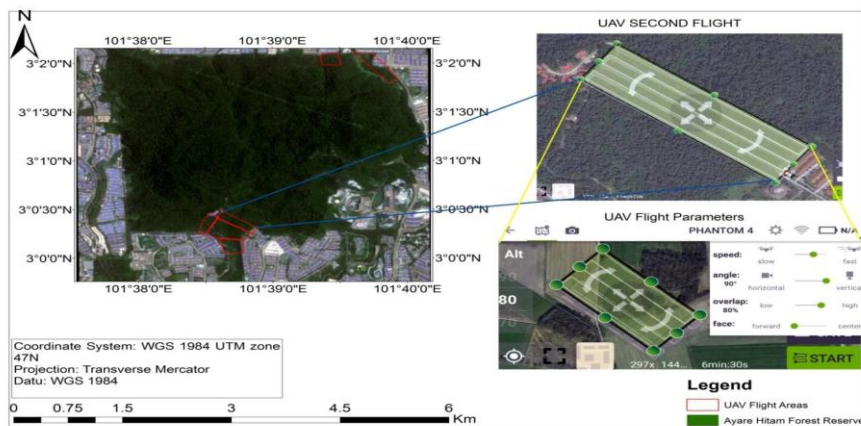 N
UAV SECOND FLIGHT
101°38'0"E 101°39'0"E 101°40'0"E
3°2'0"N 3°2'0"N
3°1'30"N 3°1'30"N
3°1'0"N 3°1'0"N
3°0'30"N 3°0'30"N
3°0'0"N 3°0'0"N
101°38'0"E 101°39'0"E 101°40'0"E
UAV Flight Parameters
PHANTOM 4 N/A
Alt
80
speed:
slow fast
angle:
90°
horizontal vertica
overlap:
80%
low high
face:
forward center
297x 144... 6min:30s
START
Coordinate System: WGS 1984 UTM zone
47N
Projection: Transverse Mercator
Datu: WGS 1984
0 0.75 1.5 3 4.5 6
Km
Legend
UAV Flight Areas
Ayare Hitam Forest Reserve